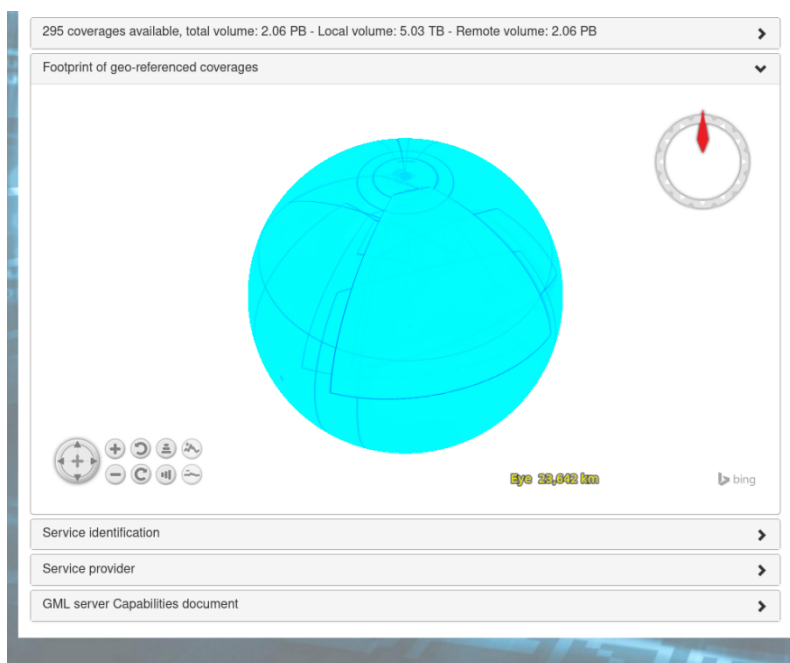 295 coverages available, total volume: 2.06 PB - Local volume: 5.03 TB - Remote volume: 2.06 PB
Footprint of geo-referenced coverages
Eye 23,642 km
bing
Service identification
Service provider
GML server Capabilities document